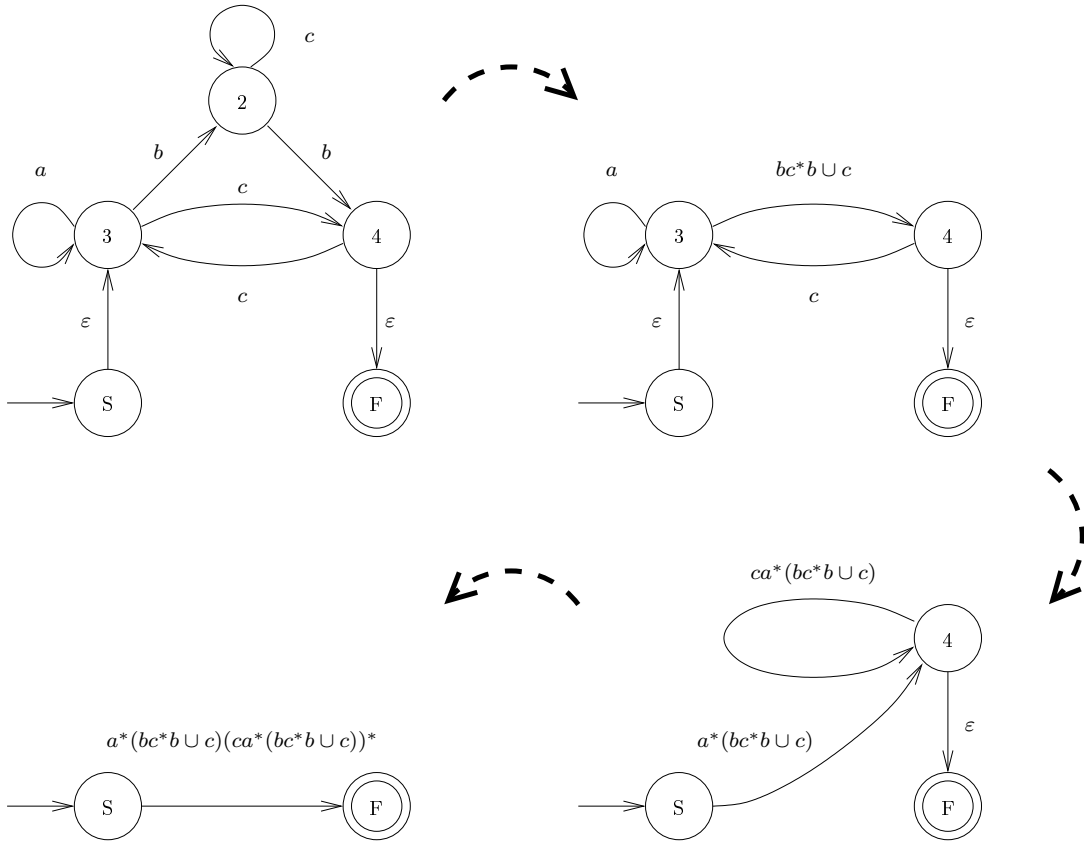 c
2
b
b
a
c
3
4
c
ε
ε
S
F
a
bc*b ∪ c
3
4
c
ε
ε
S
F
ca*(bc*b ∪ c)
4
a*(bc*b ∪ c)
ε
S
F
a*(bc*b ∪ c)(ca*(bc*b ∪ c))*
S
F